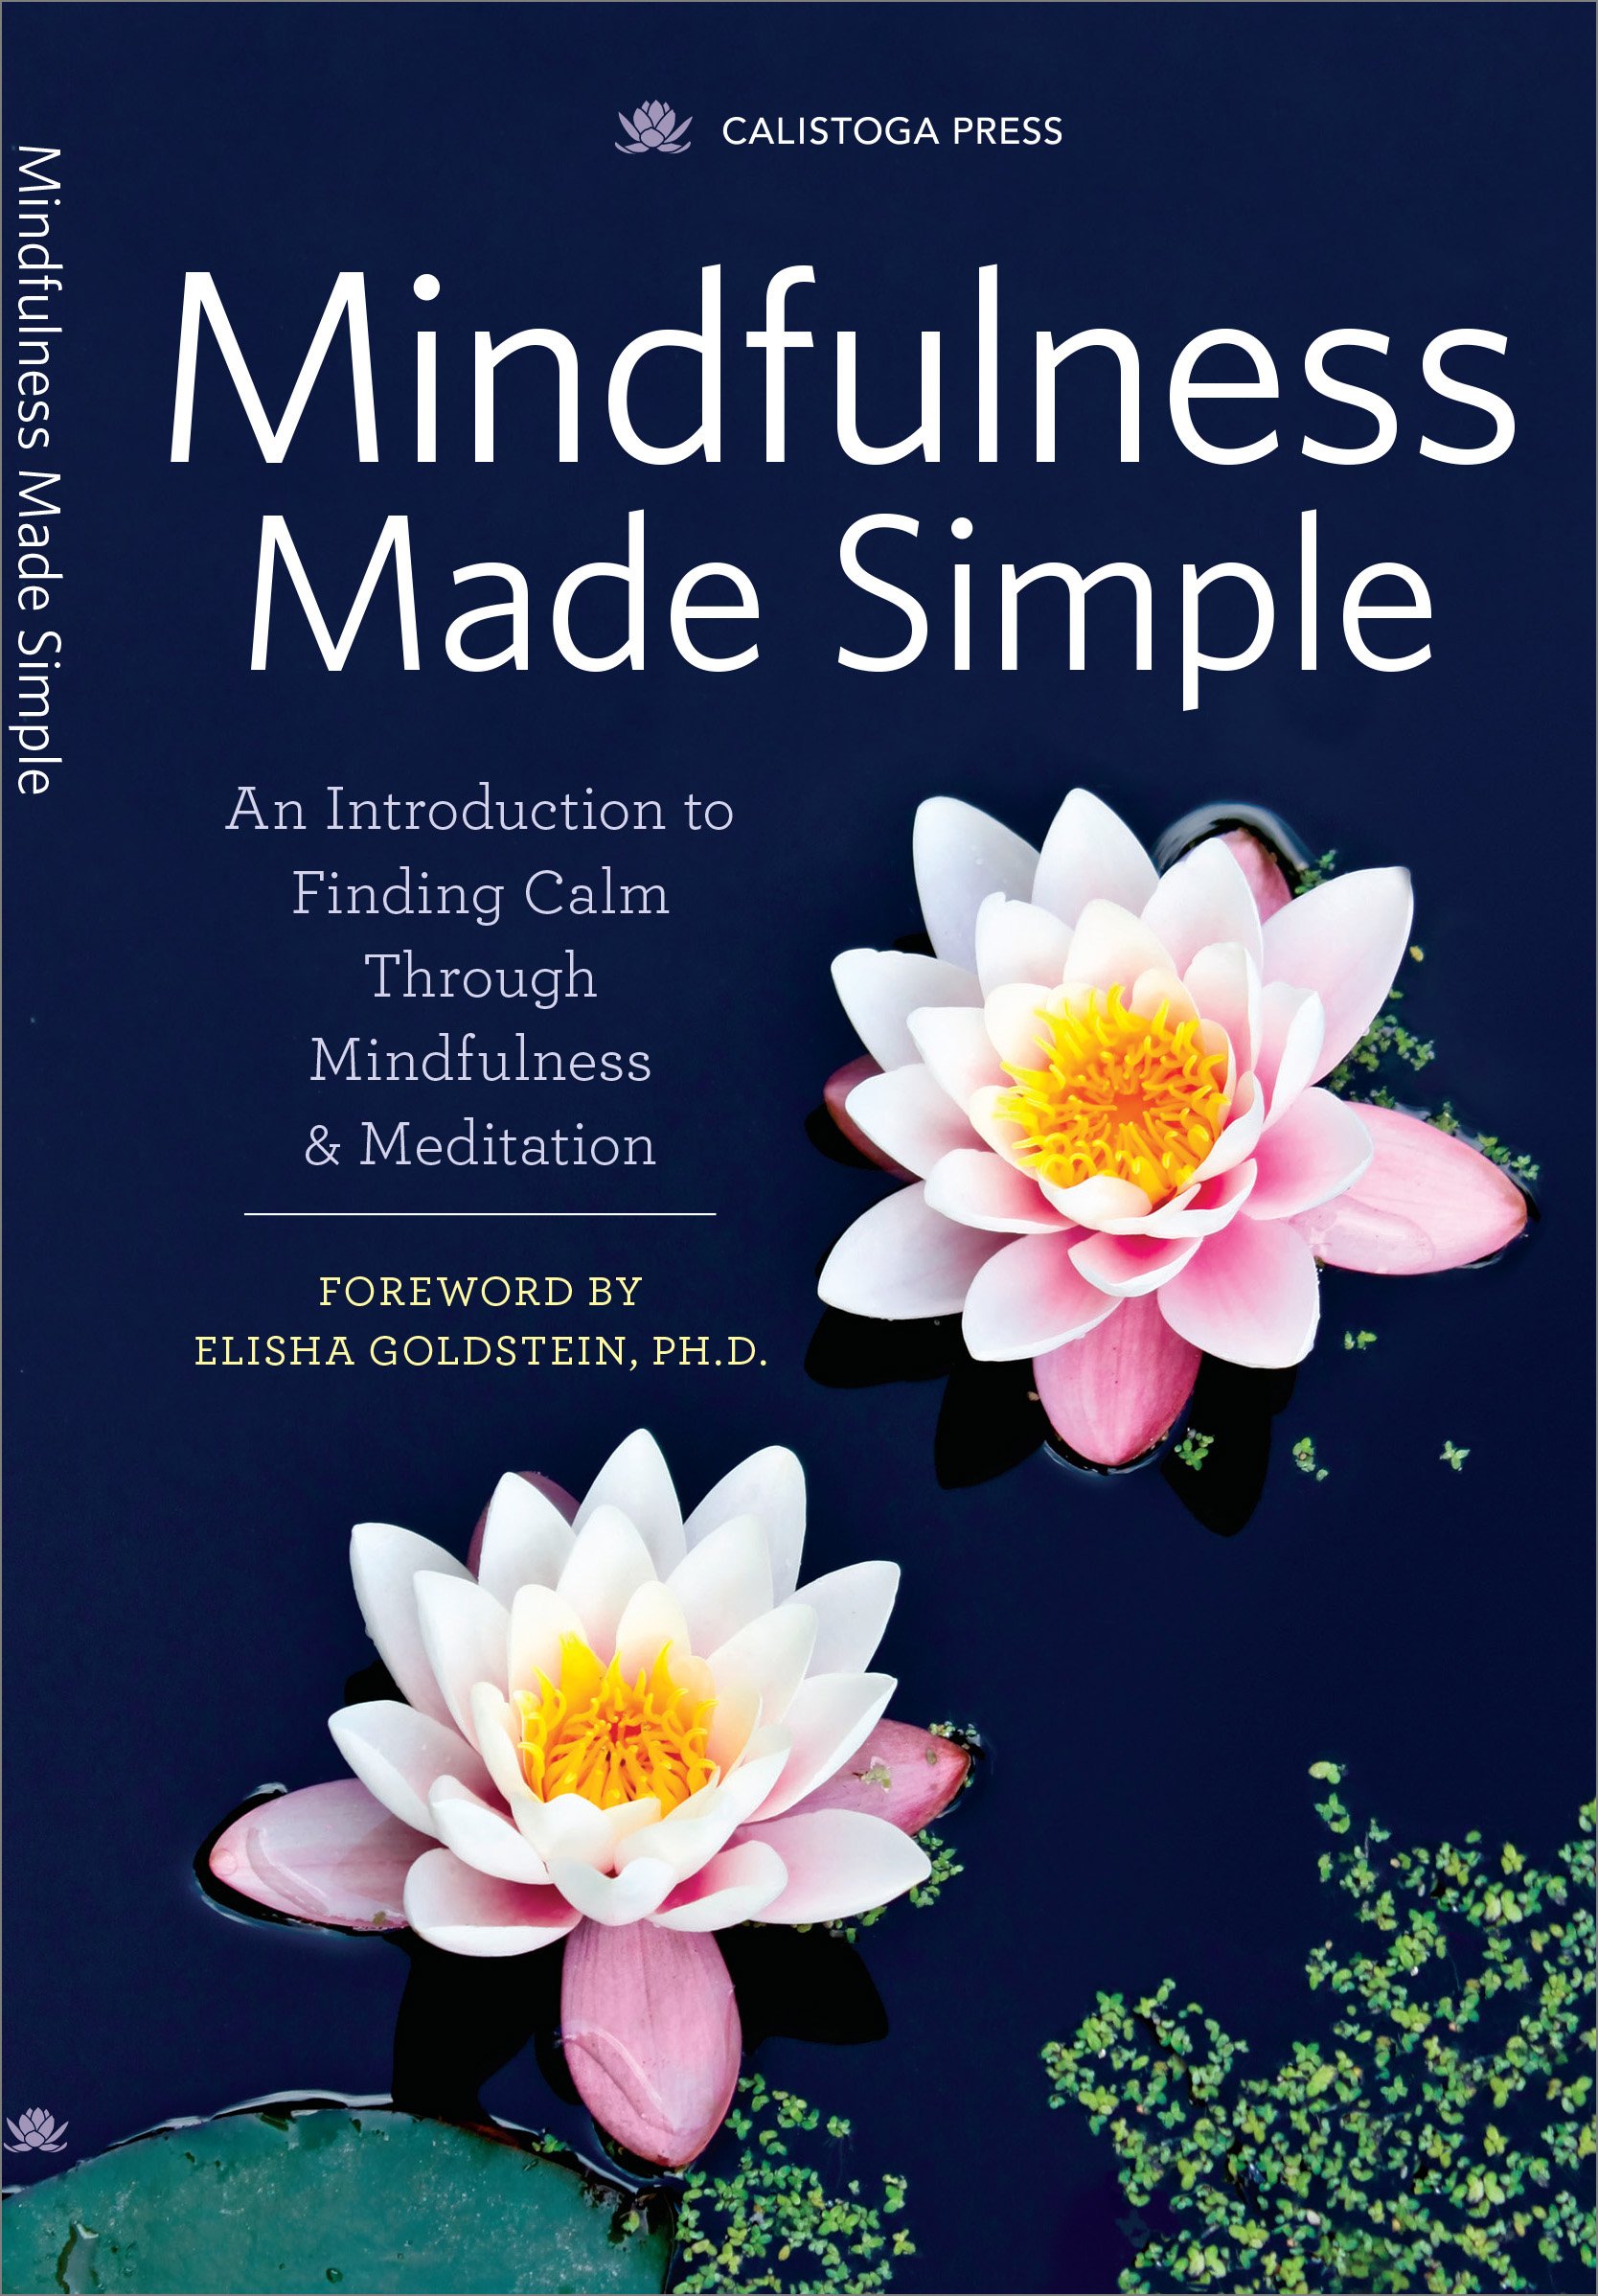 CALISTOGA PRESS
Mindfulness Made Simple
Mindfulness
Made Simple
An Introduction to
Finding Calm
Through
Mindfulness
& Meditation
FOREWORD BY
ELISHA GOLDSTEIN, PH.D.